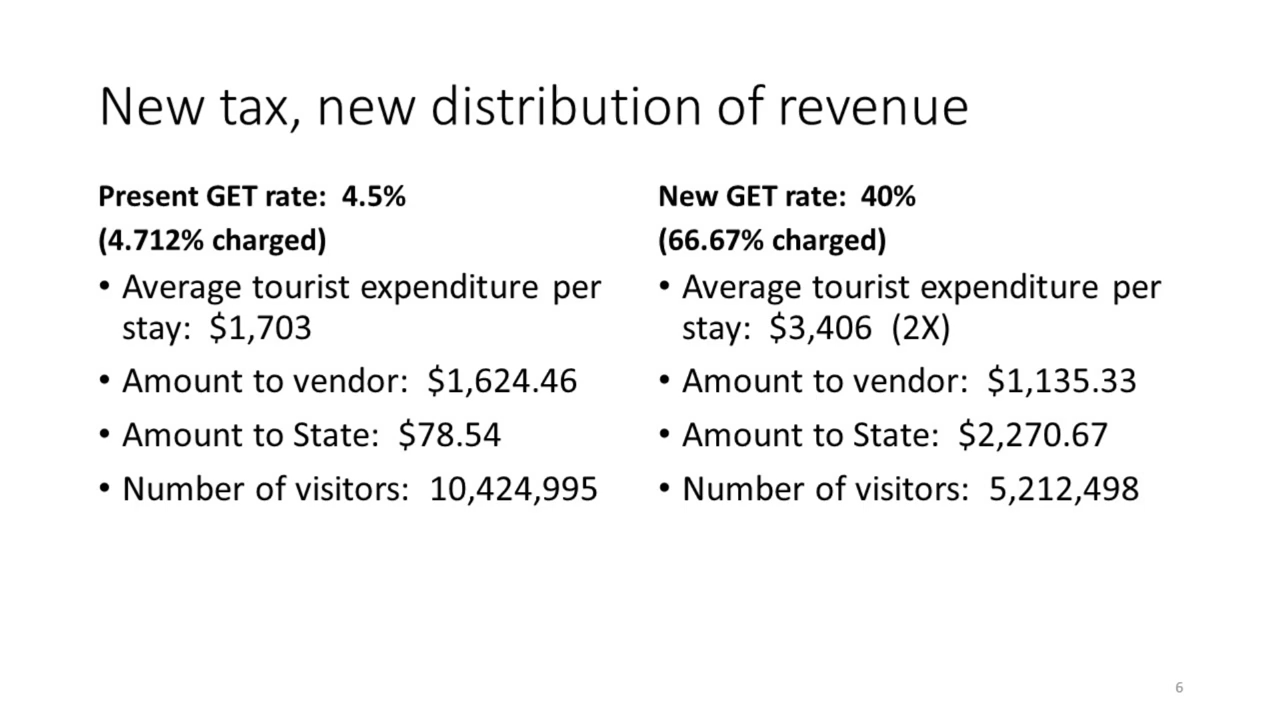 New tax, new distribution of revenue
Present GET rate:  4.5%
(4.712% charged)
• Average tourist expenditure per
stay:  $1,703
• Amount to vendor:  $1,624.46
• Amount to State:  $78.54
• Number of visitors:  10,424,995
New GET rate:  40%
(66.67% charged)
• Average tourist expenditure per
stay:  $3,406  (2X)
• Amount to vendor:  $1,135.33
• Amount to State:  $2,270.67
• Number of visitors:  5,212,498
6